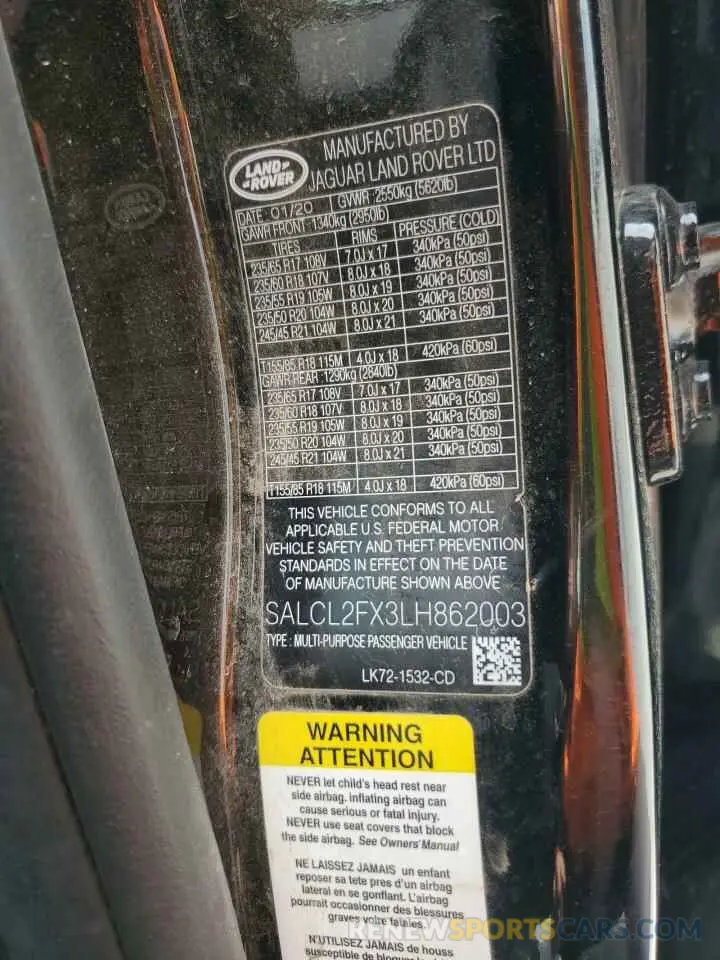 LAND-
-ROVER
MANUFACTURED BY
JAGUAR LAND ROVER LTD
DATE 01/20 GVWR 2550kg (5620lb)
GAWR FRONT 1340kg (2950lb)
TIRES RIMS PRESSURE (COLD)
235/65 R17 108V 7.0J x 17 340kPa (50psi)
235/60 R18 107V 8.0J x 18 340kPa (50psi)
235/55 R19 105W 8.0J x 19 340kPa (50psi)
235/50 R20 104W 8.0J x 20 340kPa (50psi)
245/45 R21 104W 8.0J x 21 340kPa (50psi)
T155/85 R18 115M 4.0J x 18 420kPa (60psi)
GAWR REAR 1290kg (2840lb)
235/65 R17 108V 7.0J x 17 340kPa (50psi)
235/60 R18 107V 8.0J x 18 340kPa (50psi)
235/55 R19 105W 8.0J x 19 340kPa (50psi)
235/50 R20 104W 8.0J x 20 340kPa (50psi)
245/45 R21 104W 8.0J x 21 340kPa (50psi)
T155/85 R18 115M 4.0J x 18 420kPa (60psi)
THIS VEHICLE CONFORMS TO ALL
APPLICABLE U.S. FEDERAL MOTOR
VEHICLE SAFETY AND THEFT PREVENTION
STANDARDS IN EFFECT ON THE DATE
OF MANUFACTURE SHOWN ABOVE
SALCL2FX3LH862003
TYPE : MULTI-PURPOSE PASSENGER VEHICLE
LK72-1532-CD
WARNING
ATTENTION
NEVER let child's head rest near
side airbag. inflating airbag can
cause serious or fatal injury.
NEVER use seat covers that block
the side airbag. See Owners' Manual
NE LAISSEZ JAMAIS un enfant
reposer sa tete pres d'un airbag
lateral en se gonflant. L'airbag
pourrait occasionner des blessures
graves voire fatales.
N'UTILISEZ JAMAIS de houss
susceptible de bloquer
RENEWSPORTSCARS.COM